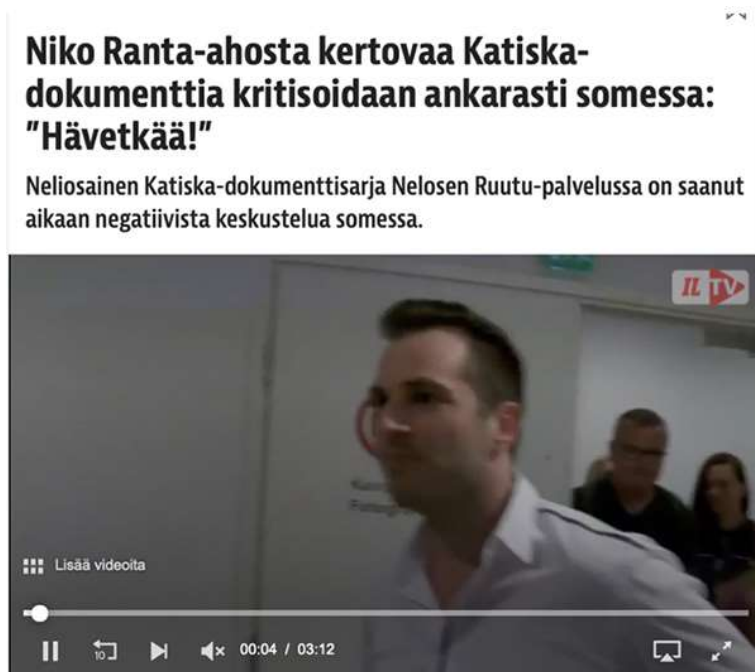 Niko Ranta-ahosta kertovaa Katiska-
dokumenttia kritisoidaan ankarasti somessa:
”Hävetkää!”
Neliosainen Katiska-dokumenttisarja Nelosen Ruutu-palvelussa on saanut
aikaan negatiivista keskustelua somessa.
IL TV
Lisää videoita
10
00:04 / 03:12